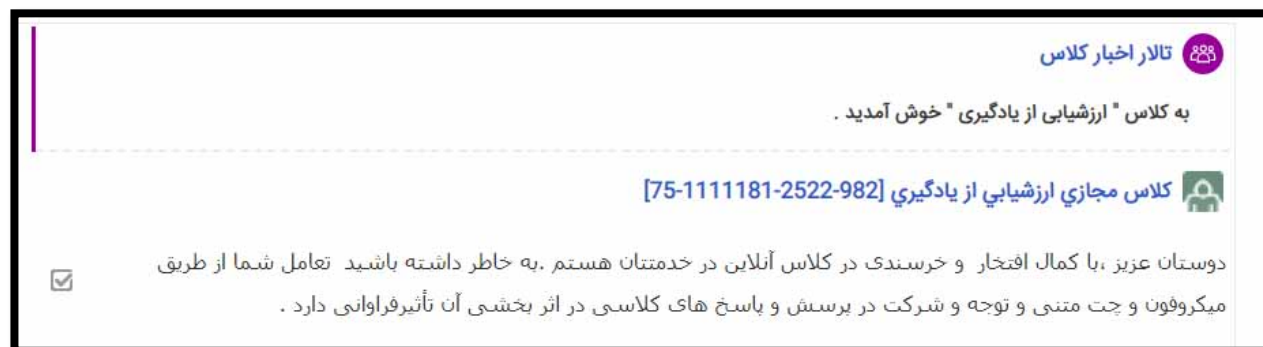 تالار اخبار کلاس
به کلاس " ارزشیابی از یادگیری " خوش آمدید .
کلاس مجازي ارزشيابي از يادگيري [982-2522-1111181-75]
دوستان عزیز ،با کمال افتخار و خرسندی در کلاس آنلاین در خدمتتان هستم .به خاطر داشته باشید تعامل شما از طریق
میکروفون و چت متنی و توجه و شرکت در پرسش و پاسخ های کلاسی در اثر بخشی آن تأثیرفراوانی دارد .